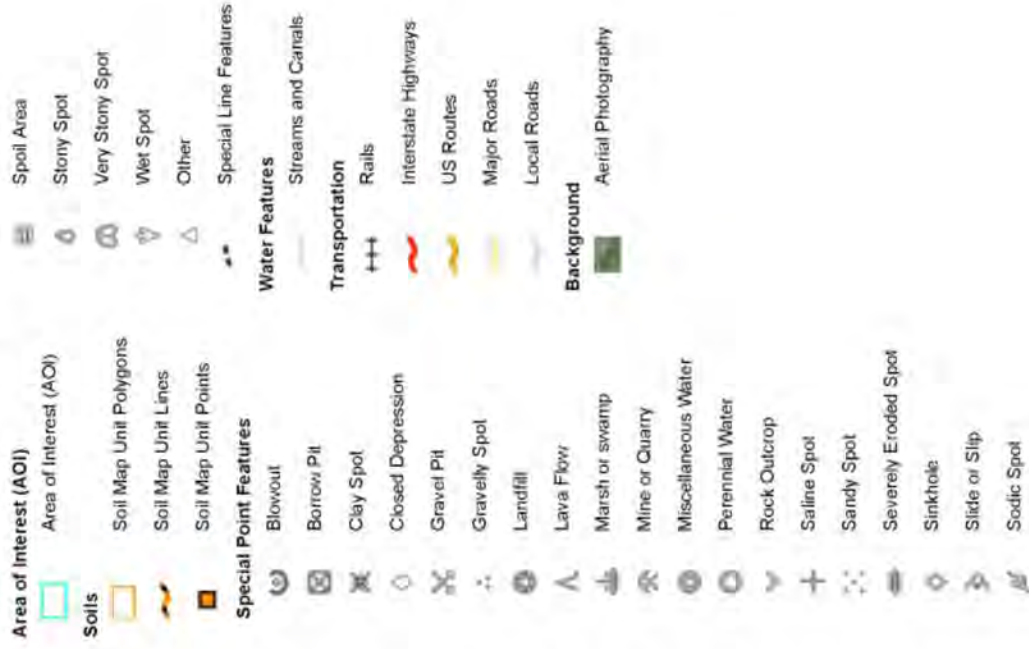 Area of Interest (AOI)
Area of Interest (AOI)
Soils
Soil Map Unit Polygons
Soil Map Unit Lines
Soil Map Unit Points
Special Point Features
Blowout
Borrow Pit
Clay Spot
Closed Depression
Gravel Pit
Gravelly Spot
Landfill
Lava Flow
Marsh or swamp
Mine or Quarry
Miscellaneous Water
Perennial Water
Rock Outcrop
Saline Spot
Sandy Spot
Severely Eroded Spot
Sinkhole
Slide or Slip
Sodic Spot
Spoil Area
Stony Spot
Very Stony Spot
Wet Spot
Other
Special Line Features
Water Features
Streams and Canals
Transportation
Rails
Interstate Highways
US Routes
Major Roads
Local Roads
Background
Aerial Photography